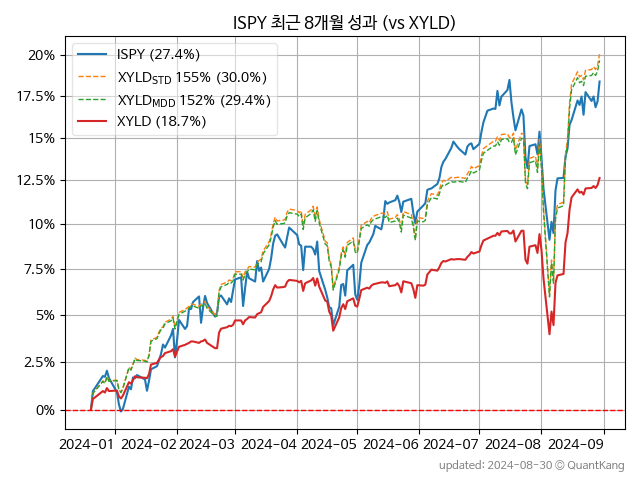 ISPY 최근 8개월 성과 (vs XYLD)
ISPY (27.4%)
XYLD_STD 155% (30.0%)
XYLD_MDD 152% (29.4%)
XYLD (18.7%)
20%
17.5%
15%
12.5%
10%
7.5%
5%
2.5%
0%
2024-01 2024-02 2024-03 2024-04 2024-05 2024-06 2024-07 2024-08 2024-09
updated: 2024-08-30 © QuantKang